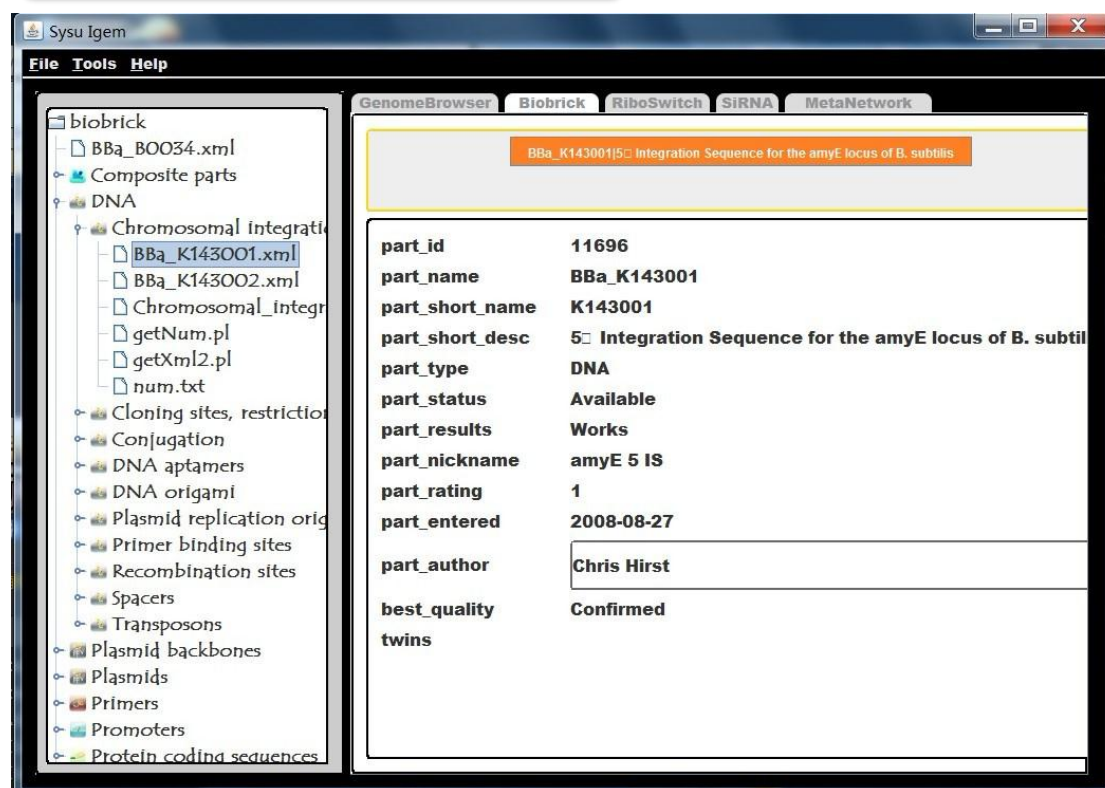 Sysu Igem
File Tools Help
GenomeBrowser Biobrick RiboSwitch SiRNA MetaNetwork
biobrick
BBa_B0034.xml
Composite parts
DNA
Chromosomal integratio
BBa_K143001.xml
BBa_K143002.xml
Chromosomal_integr
getNum.pl
getXml2.pl
num.txt
Cloning sites, restriction
Conjugation
DNA aptamers
DNA origami
Plasmid replication orig
Primer binding sites
Recombination sites
Spacers
Transposons
Plasmid backbones
Plasmids
Primers
Promoters
Protein coding sequences
BBa_K143001|5□ Integration Sequence for the amyE locus of B. subtilis
part_id 11696
part_name BBa_K143001
part_short_name K143001
part_short_desc 5□ Integration Sequence for the amyE locus of B. subtil
part_type DNA
part_status Available
part_results Works
part_nickname amyE 5 IS
part_rating 1
part_entered 2008-08-27
part_author Chris Hirst
best_quality Confirmed
twins